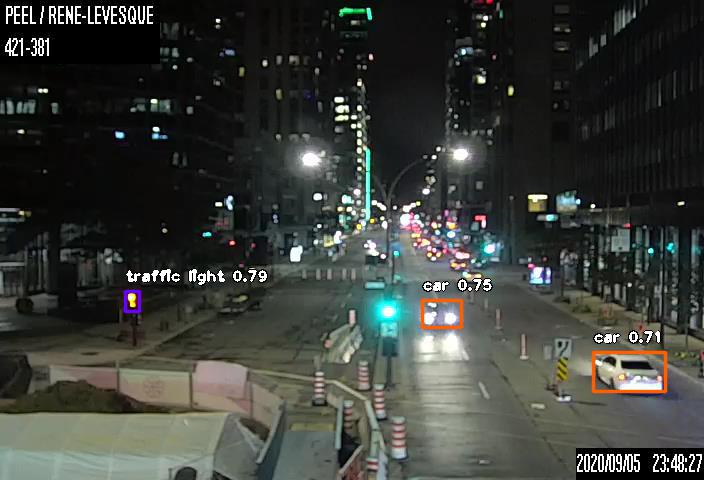 PEEL / RENE-LEVESQUE
421-381
traffic light 0.79
car 0.75
car 0.71
2020/09/05 23:48:27